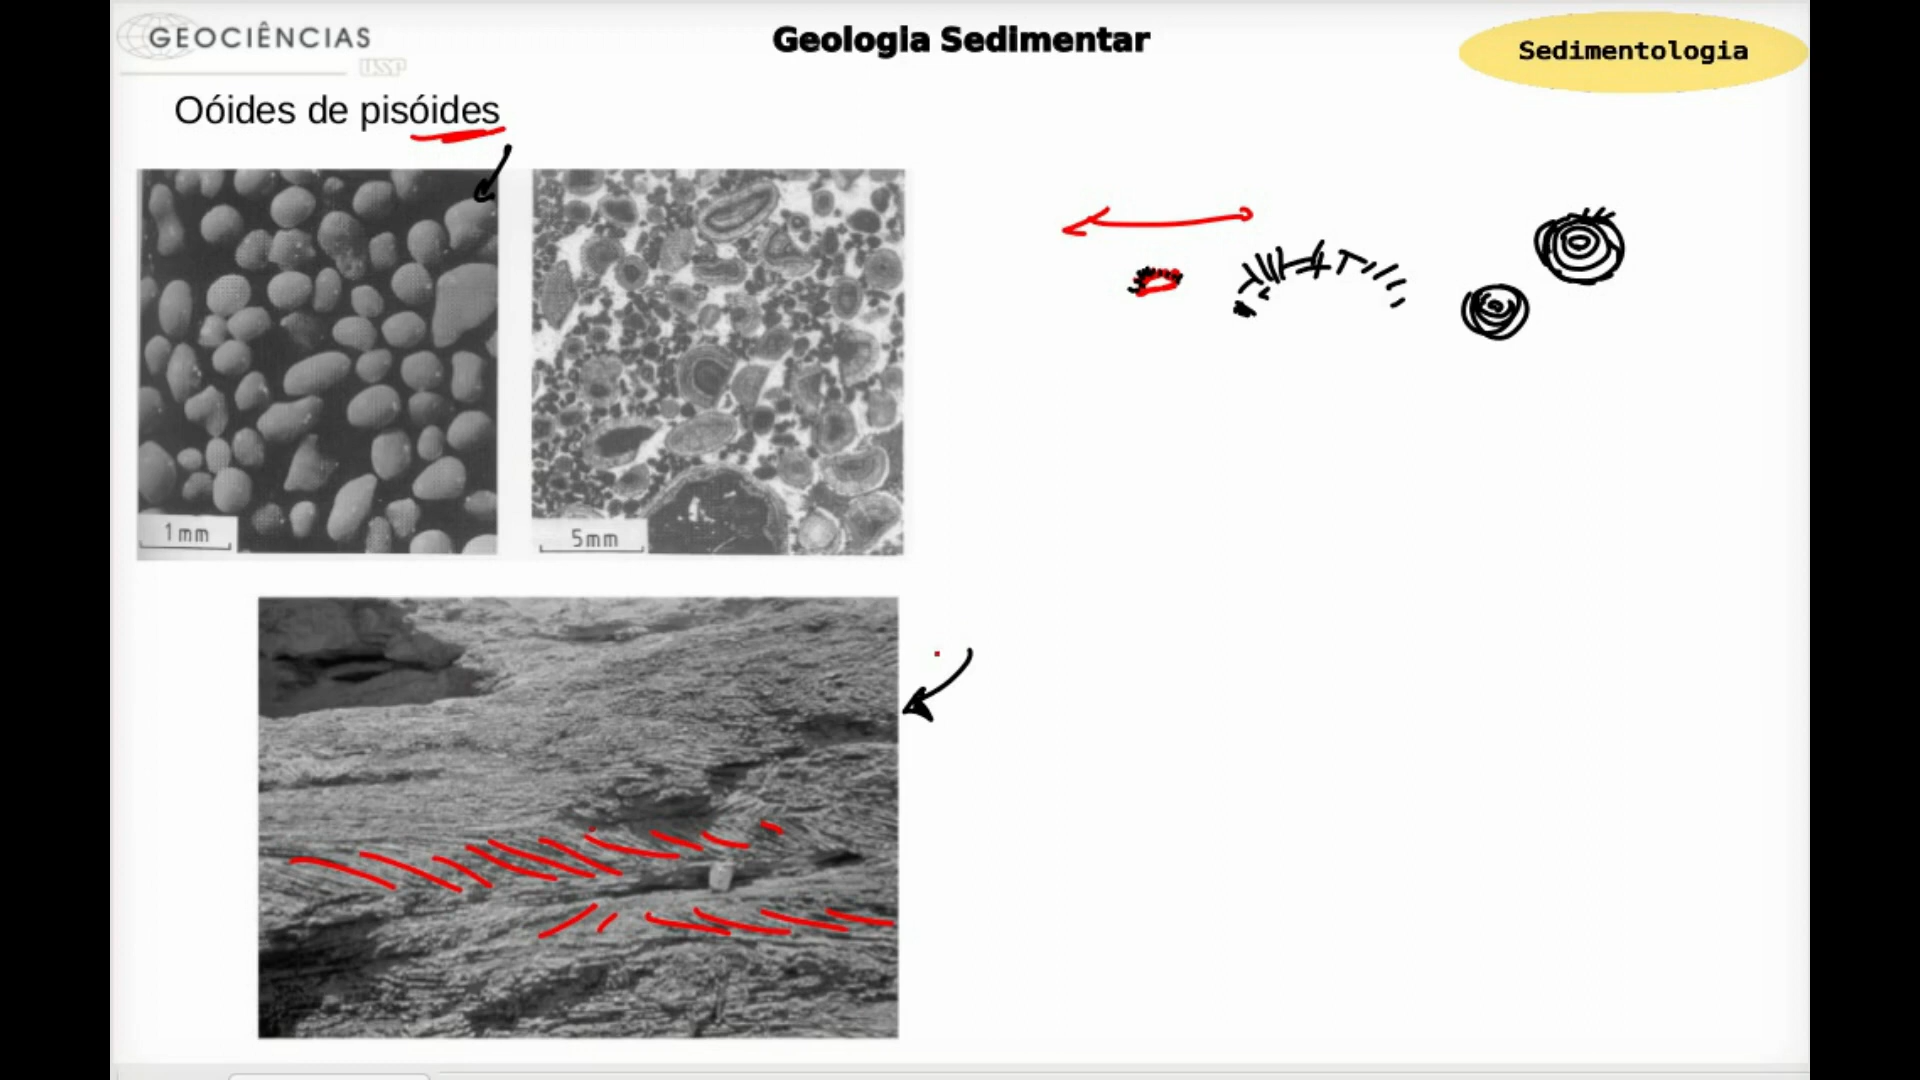 GEOCIÊNCIAS
USP
Geologia Sedimentar
Sedimentologia
Oóides de pisóides
1mm
5mm